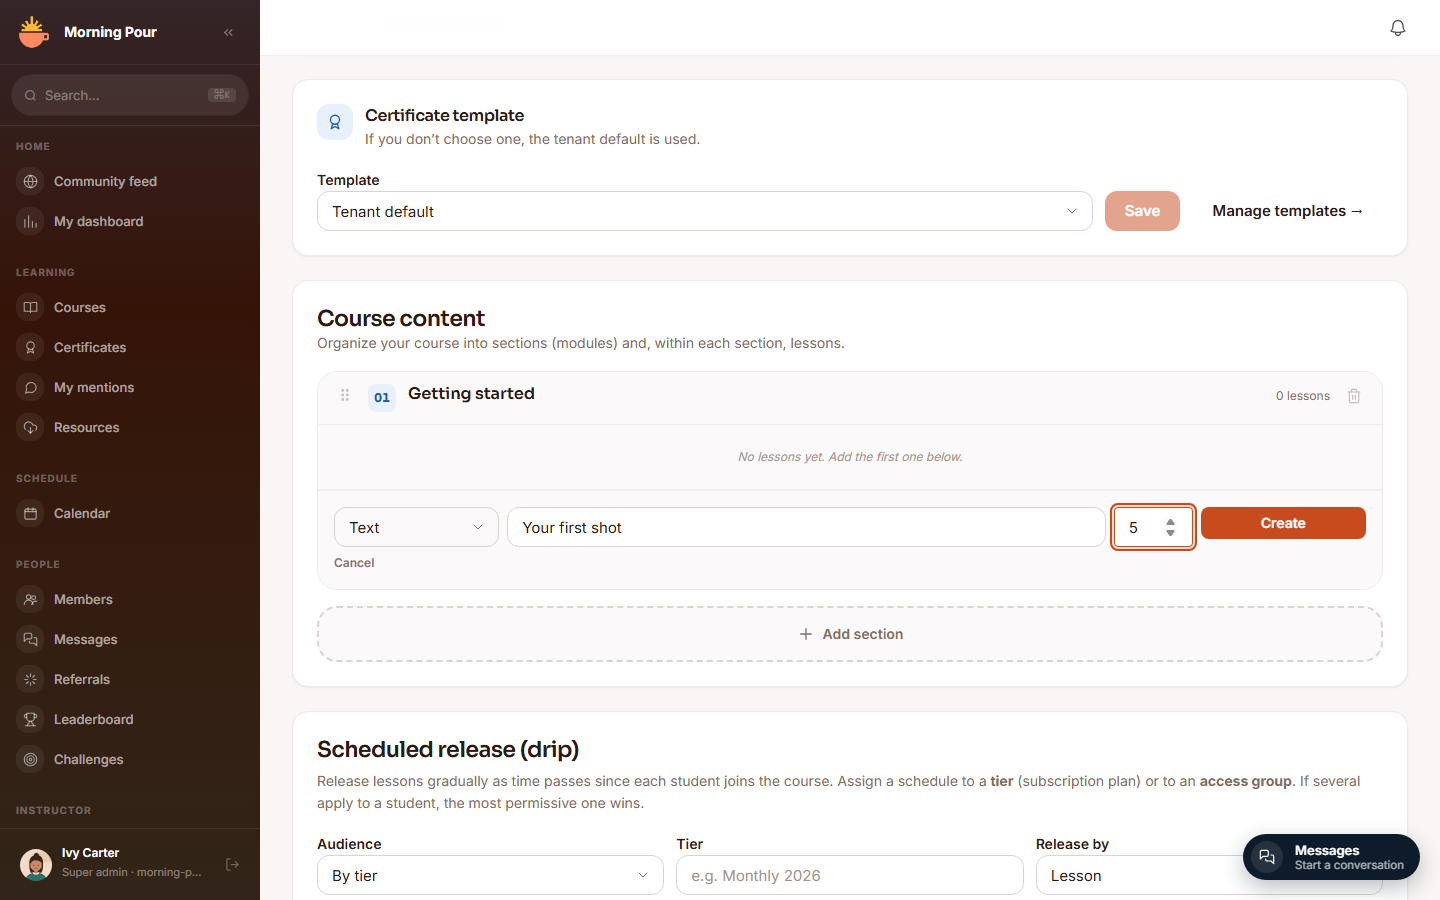 Morning Pour
Search...
⌘K
HOME
Community feed
My dashboard
LEARNING
Courses
Certificates
My mentions
Resources
SCHEDULE
Calendar
PEOPLE
Members
Messages
Referrals
Leaderboard
Challenges
INSTRUCTOR
Ivy Carter
Super admin · morning-p...
Certificate template
If you don't choose one, the tenant default is used.
Template
Tenant default
Save
Manage templates →
Course content
Organize your course into sections (modules) and, within each section, lessons.
01
Getting started
0 lessons
No lessons yet. Add the first one below.
Text
Your first shot
5
Create
Cancel
Add section
Scheduled release (drip)
Release lessons gradually as time passes since each student joins the course. Assign a schedule to a tier (subscription plan) or to an access group. If several
apply to a student, the most permissive one wins.
Audience
Tier
Release by
By tier
e.g. Monthly 2026
Lesson
Messages
Start a conversation